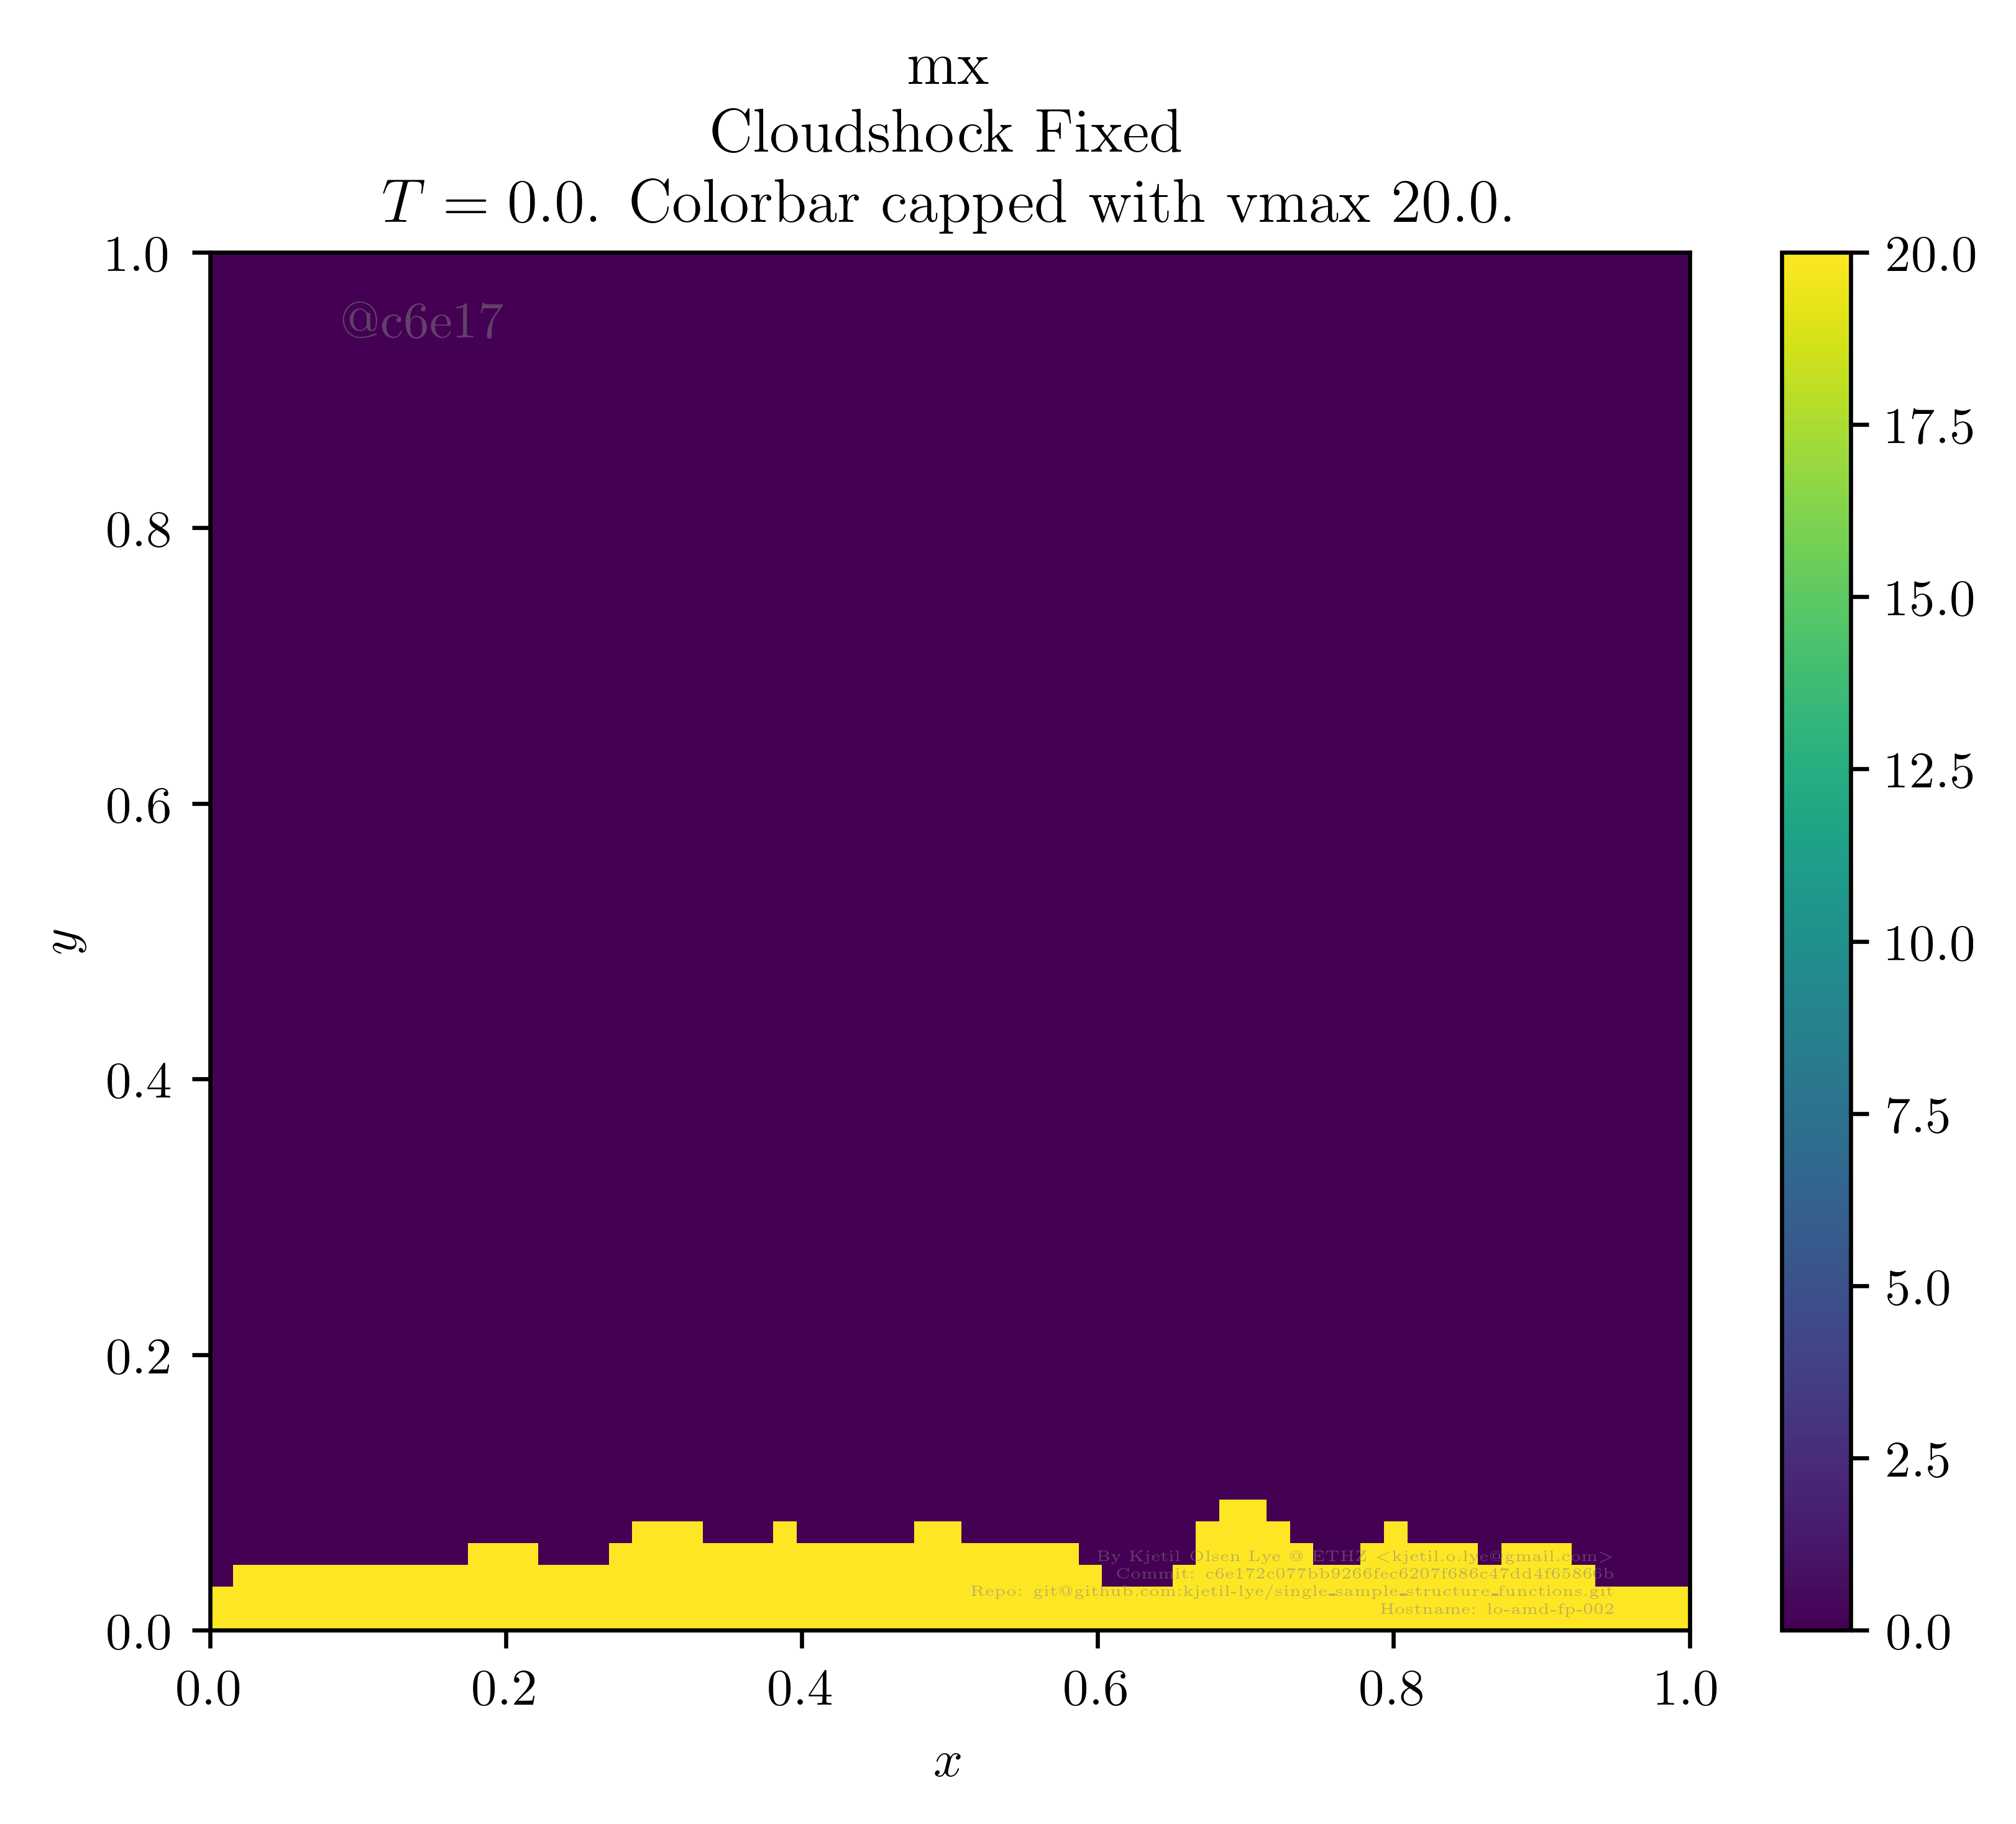 mx
Cloudshock Fixed
T = 0.0. Colorbar capped with vmax 20.0.
@c6e17
1.0
0.8
0.6
0.4
0.2
0.0
y
0.0 0.2 0.4 0.6 0.8 1.0
x
20.0
17.5
15.0
12.5
10.0
7.5
5.0
2.5
0.0
By Kjetil Olsen Lye @ ETHZ <kjetil.o.lye@gmail.com>
Commit: c6e172c077bb9266fec6207f686c47dd4f65866b
Repo: git@github.com:kjetil-lye/single_sample_structure_functions.git
Hostname: lo-amd-fp-002